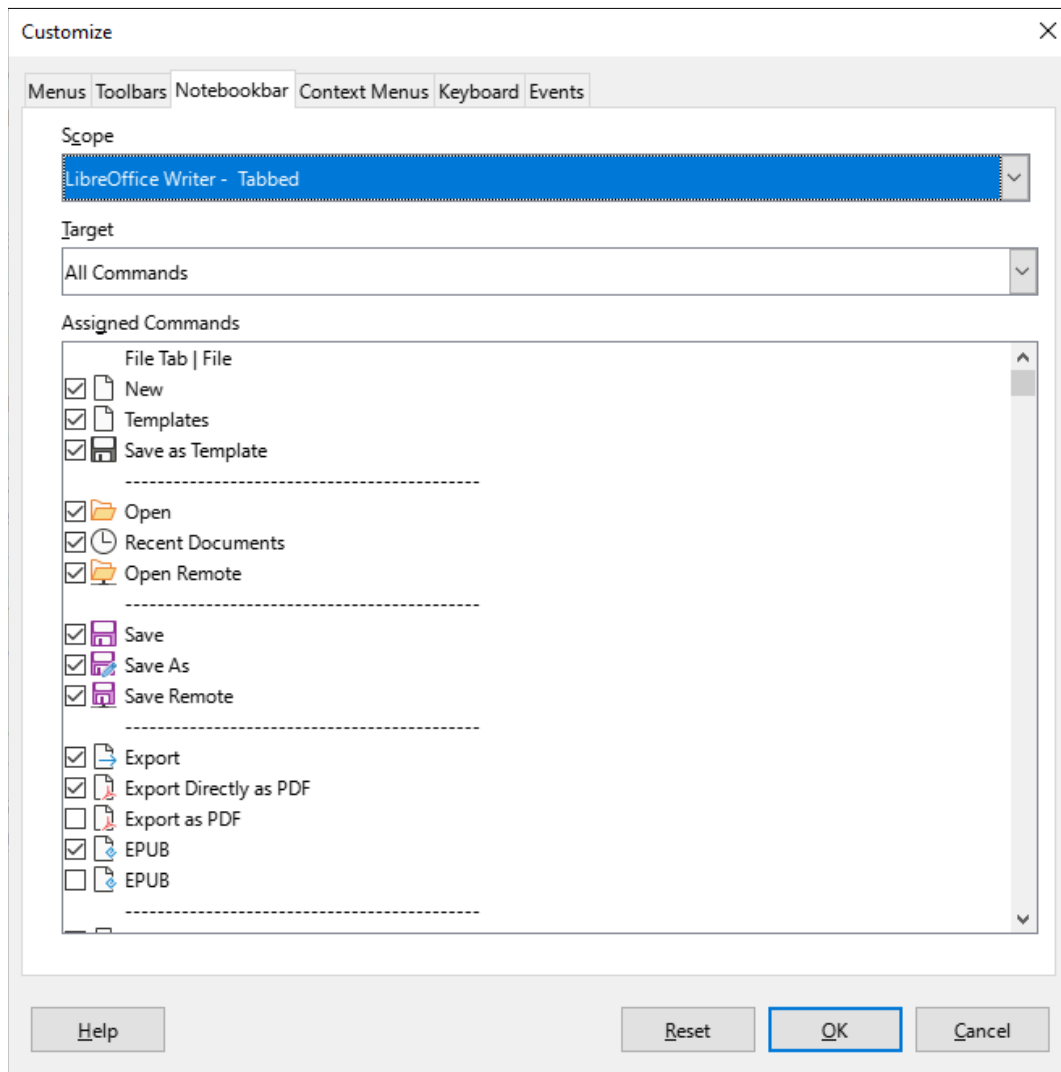 Customize
Menus Toolbars Notebookbar Context Menus Keyboard Events
Scope
LibreOffice Writer -  Tabbed
Target
All Commands
Assigned Commands
File Tab | File
New
Templates
Save as Template
--------------------------------------------
Open
Recent Documents
Open Remote
--------------------------------------------
Save
Save As
Save Remote
--------------------------------------------
Export
Export Directly as PDF
Export as PDF
EPUB
EPUB
--------------------------------------------
Help Reset OK Cancel